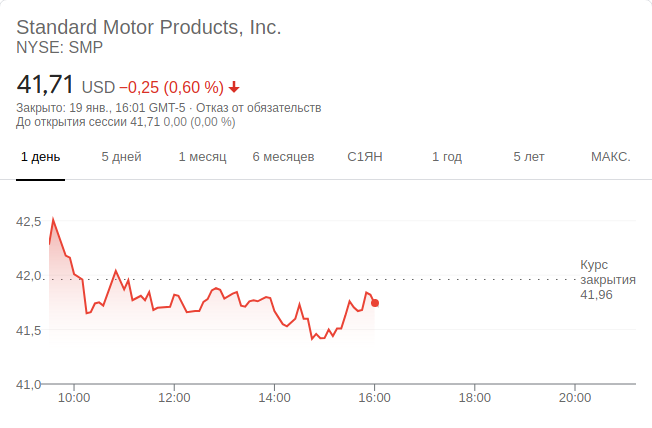 Standard Motor Products, Inc.
NYSE: SMP
41,71 USD −0,25 (0,60 %)
Закрыто: 19 янв., 16:01 GMT-5 · Отказ от обязательств
До открытия сессии 41,71 0,00 (0,00 %)
1 день 5 дней 1 месяц 6 месяцев С1ЯН 1 год 5 лет МАКС.
42,5
42,0
41,5
41,0
Курс
закрытия
41,96
10:00 12:00 14:00 16:00 18:00 20:00